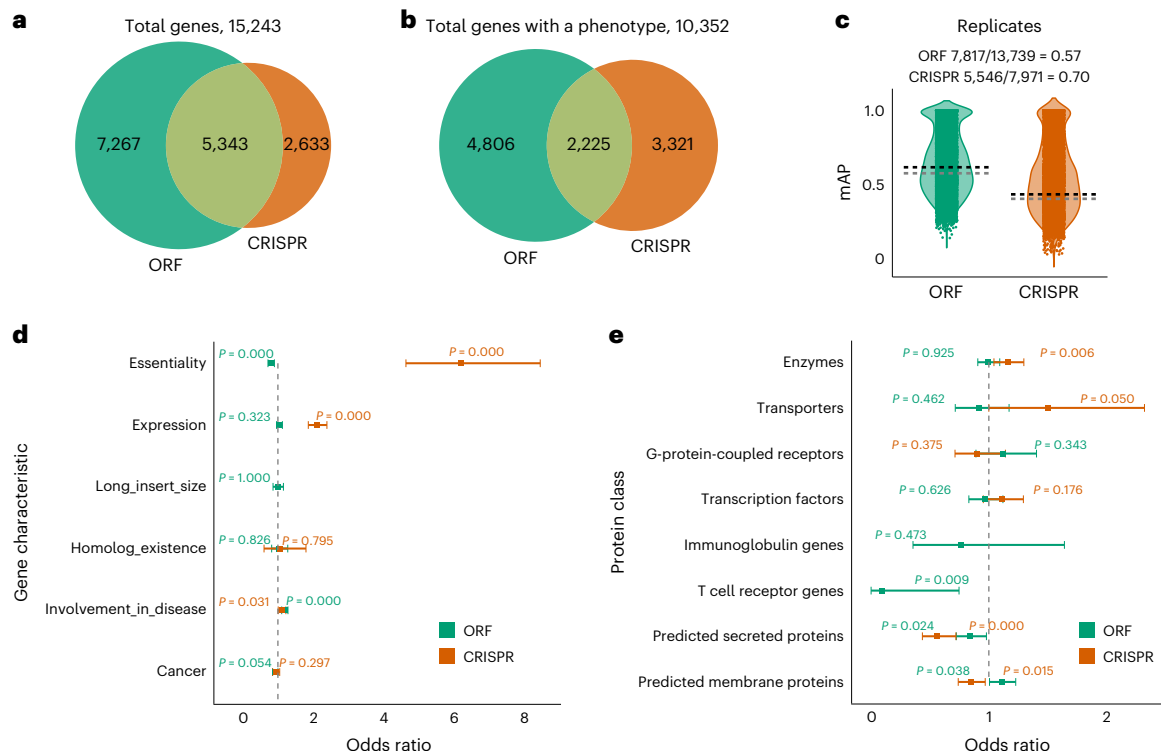 a
Total genes, 15,243
7,267
5,343
2,633
ORF
CRISPR
b
Total genes with a phenotype, 10,352
4,806
2,225
3,321
ORF
CRISPR
c
Replicates
ORF 7,817/13,739 = 0.57
CRISPR 5,546/7,971 = 0.70
mAP
1.0
0.5
0
ORF
CRISPR
d
Gene characteristic
Essentiality
P = 0.000
P = 0.000
Expression
P = 0.323
P = 0.000
Long_insert_size
P = 1.000
Homolog_existence
P = 0.826
P = 0.795
Involvement_in_disease
P = 0.031
P = 0.000
Cancer
P = 0.054
P = 0.297
ORF
CRISPR
0 2 4 6 8
Odds ratio
e
Protein class
Enzymes
P = 0.925
P = 0.006
Transporters
P = 0.462
P = 0.050
G-protein-coupled receptors
P = 0.375
P = 0.343
Transcription factors
P = 0.626
P = 0.176
Immunoglobulin genes
P = 0.473
T cell receptor genes
P = 0.009
Predicted secreted proteins
P = 0.024
P = 0.000
Predicted membrane proteins
P = 0.038
P = 0.015
ORF
CRISPR
0 1 2
Odds ratio